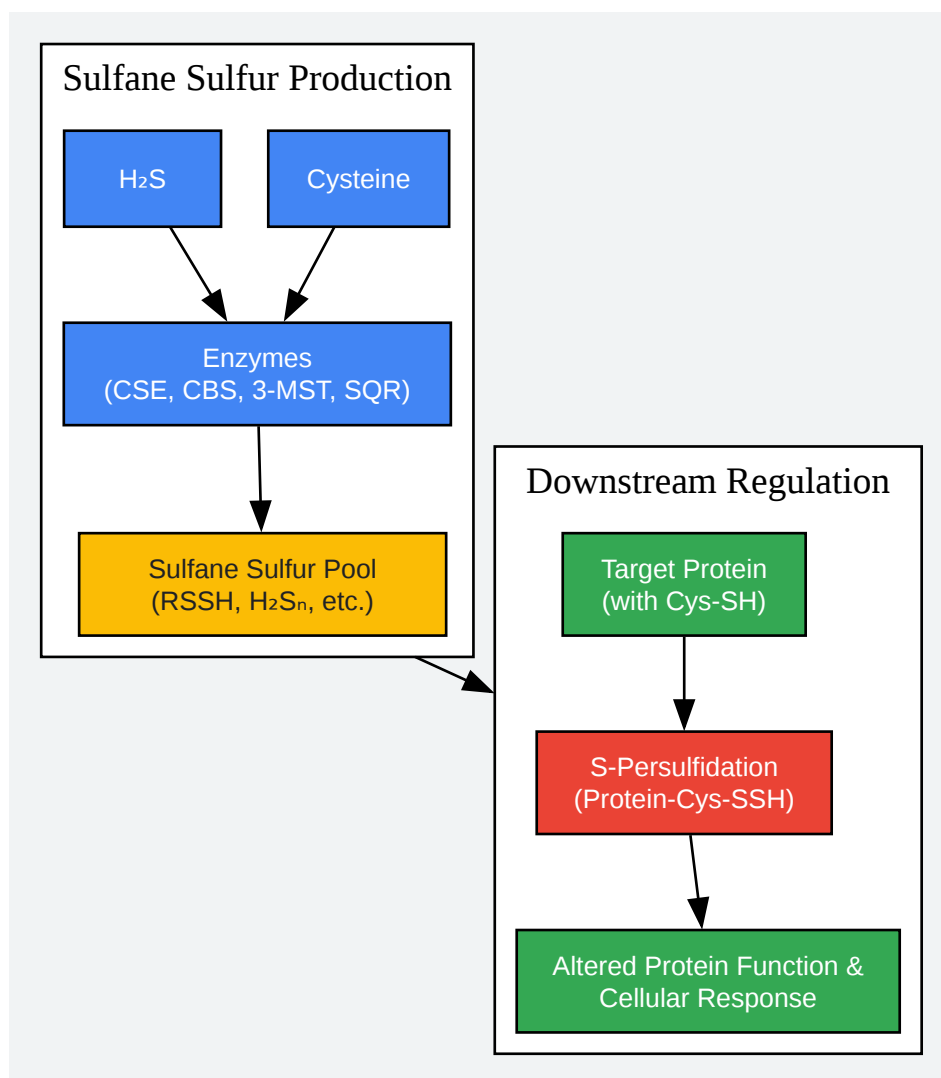 Sulfane Sulfur Production
H₂S
Cysteine
Enzymes
(CSE, CBS, 3-MST, SQR)
Sulfane Sulfur Pool
(RSSH, H₂Sₙ, etc.)
Downstream Regulation
Target Protein
(with Cys-SH)
S-Persulfidation
(Protein-Cys-SSH)
Altered Protein Function &
Cellular Response